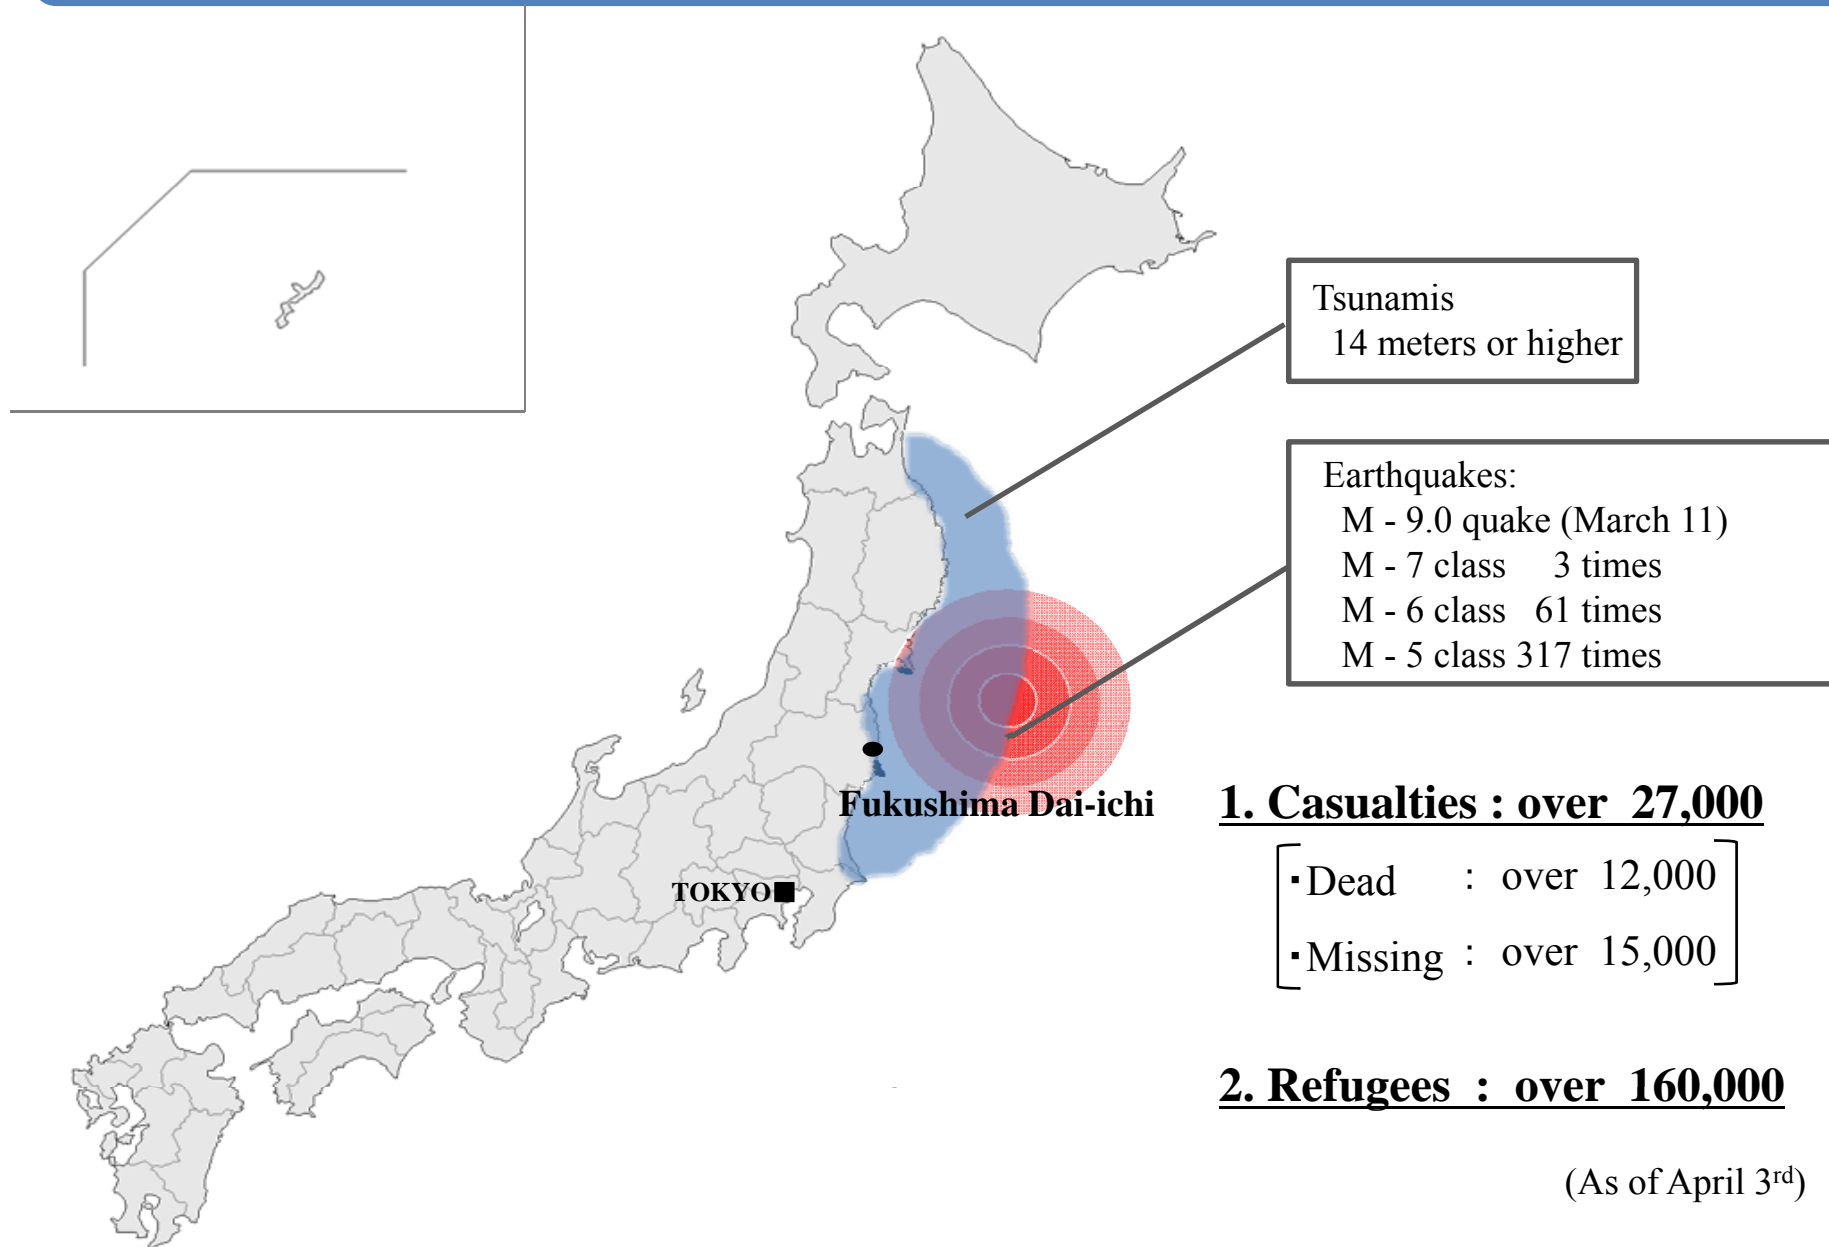 Tsunamis
14 meters or higher
Earthquakes:
M - 9.0 quake (March 11)
M - 7 class 3 times
M - 6 class 61 times
M - 5 class 317 times
Fukushima Dai-ichi
TOKYO
1. Casualties : over 27,000
・Dead : over 12,000
・Missing : over 15,000
2. Refugees : over 160,000
(As of April 3rd)